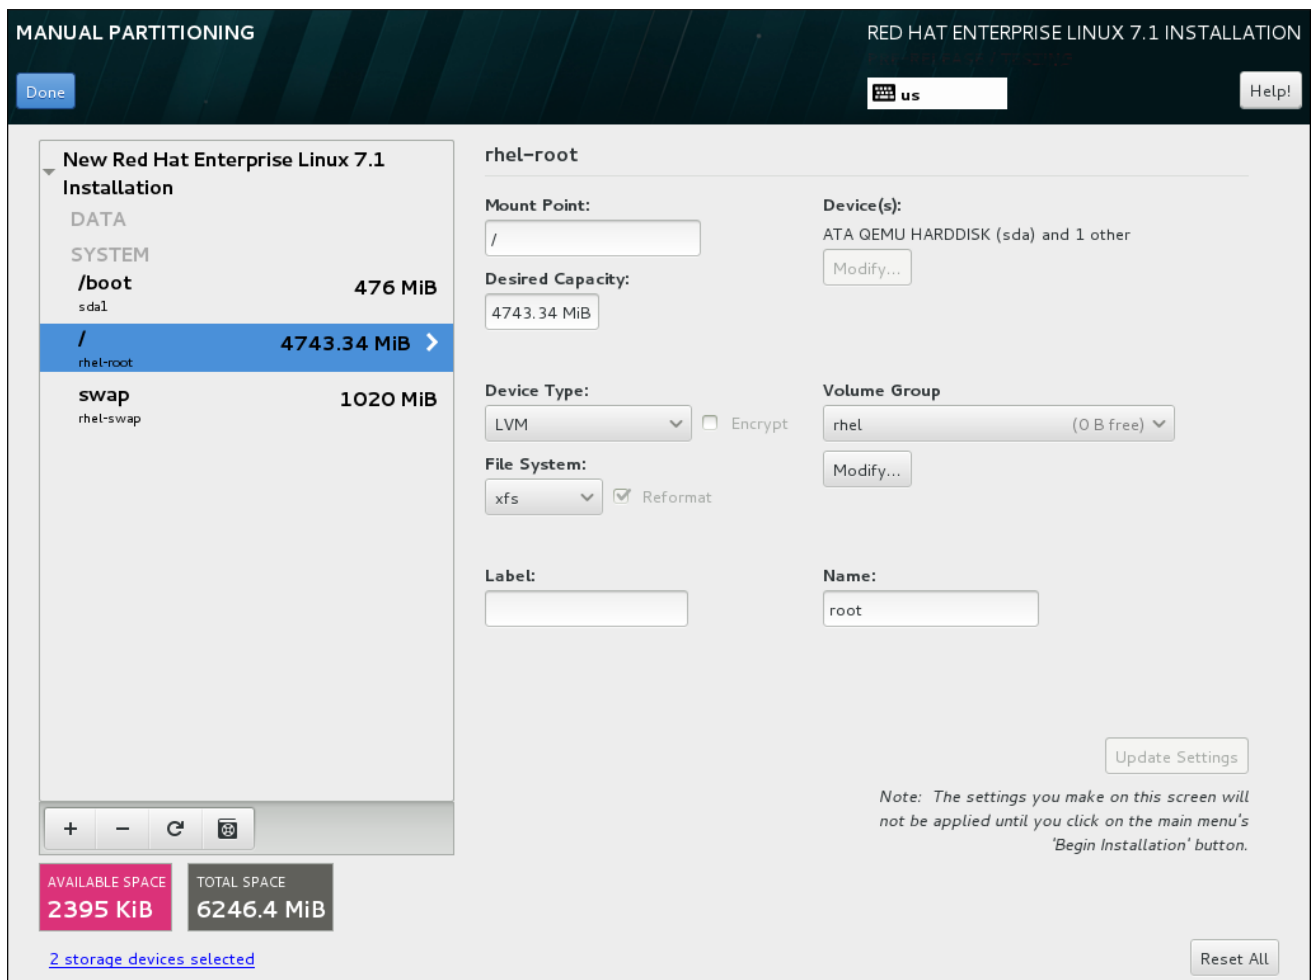 MANUAL PARTITIONING
RED HAT ENTERPRISE LINUX 7.1 INSTALLATION
Done
us
Help!
New Red Hat Enterprise Linux 7.1
Installation
DATA
SYSTEM
/boot
476 MiB
sda1
/
4743.34 MiB
rhel-root
swap
1020 MiB
rhel-swap
AVAILABLE SPACE
2395 KiB
TOTAL SPACE
6246.4 MiB
2 storage devices selected
rhel-root
Mount Point:
/
Device(s):
ATA QEMU HARDDISK (sda) and 1 other
Modify...
Desired Capacity:
4743.34 MiB
Device Type:
LVM
Encrypt
Volume Group
rhel (0 B free)
Modify...
File System:
xfs
Reformat
Label:
Name:
root
Update Settings
Note: The settings you make on this screen will
not be applied until you click on the main menu's
'Begin Installation' button.
Reset All